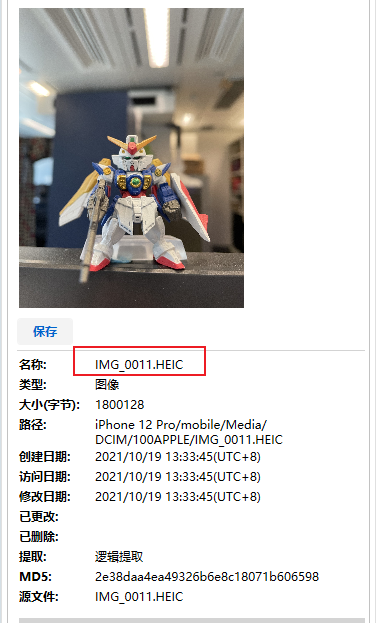 保存
名称: IMG_0011.HEIC
类型: 图像
大小(字节): 1800128
路径: iPhone 12 Pro/mobile/Media/
DCIM/100APPLE/IMG_0011.HEIC
创建日期: 2021/10/19 13:33:45(UTC+8)
访问日期: 2021/10/19 13:33:45(UTC+8)
修改日期: 2021/10/19 13:33:45(UTC+8)
已更改:
已删除:
提取: 逻辑提取
MD5: 2e38daa4ea49326b6e8c18071b606598
源文件: IMG_0011.HEIC